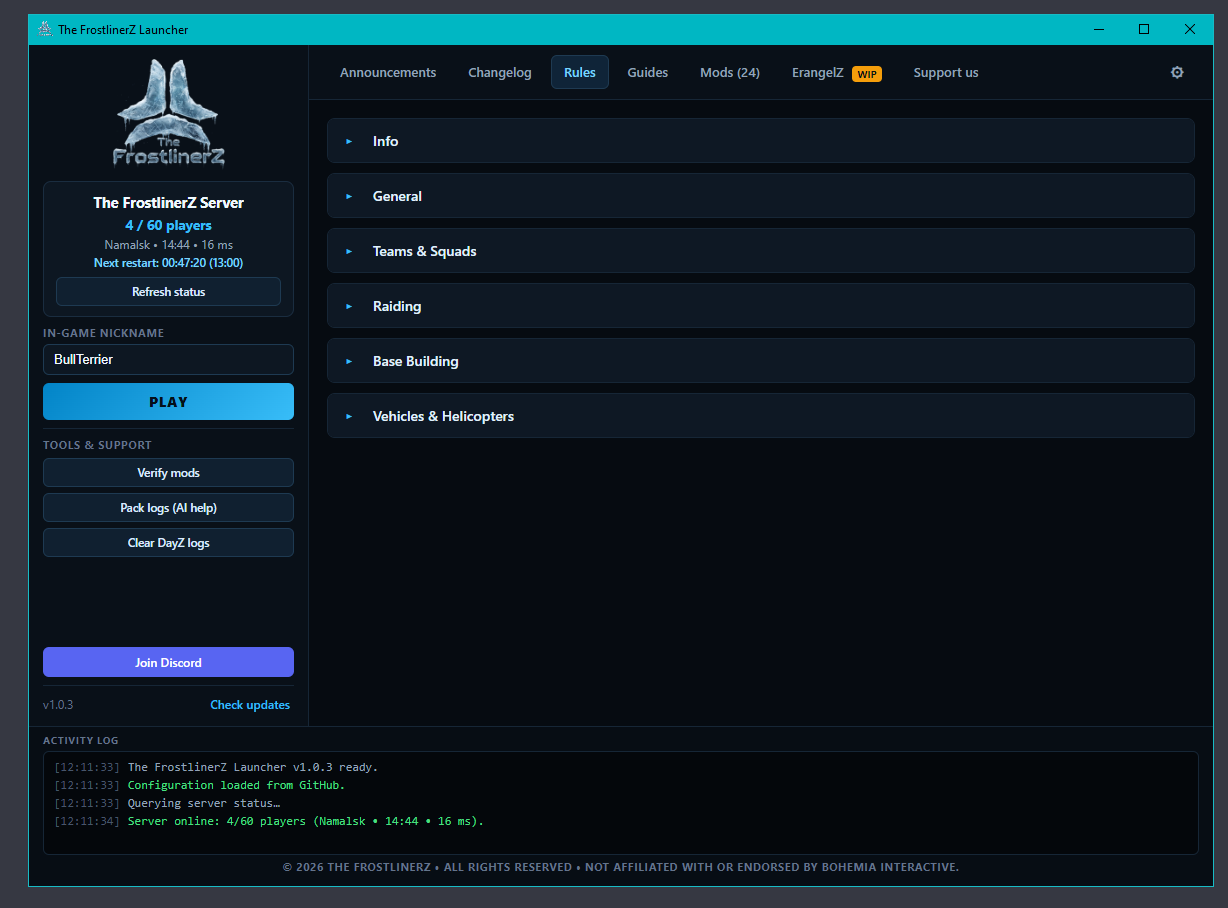 The FrostlinerZ Launcher
The
FrostlinerZ
The FrostlinerZ Server
4 / 60 players
Namalsk • 14:44 • 16 ms
Next restart: 00:47:20 (13:00)
Refresh status
IN-GAME NICKNAME
BullTerrier
PLAY
TOOLS & SUPPORT
Verify mods
Pack logs (AI help)
Clear DayZ logs
Join Discord
v1.0.3 Check updates
Announcements Changelog Rules Guides Mods (24) ErangelZ WIP Support us
Info
General
Teams & Squads
Raiding
Base Building
Vehicles & Helicopters
ACTIVITY LOG
[12:11:33] The FrostlinerZ Launcher v1.0.3 ready.
[12:11:33] Configuration loaded from GitHub.
[12:11:33] Querying server status…
[12:11:34] Server online: 4/60 players (Namalsk • 14:44 • 16 ms).
© 2026 THE FROSTLINERZ • ALL RIGHTS RESERVED • NOT AFFILIATED WITH OR ENDORSED BY BOHEMIA INTERACTIVE.